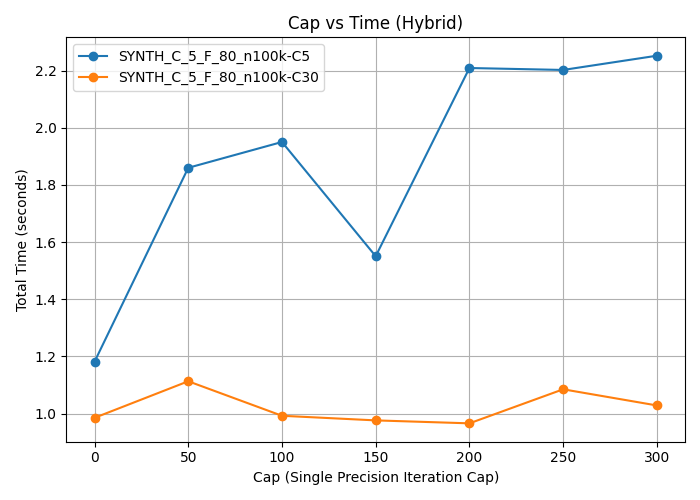 Cap vs Time (Hybrid)
SYNTH_C_5_F_80_n100k-C5
SYNTH_C_5_F_80_n100k-C30
Total Time (seconds)
2.2
2.0
1.8
1.6
1.4
1.2
1.0
0 50 100 150 200 250 300
Cap (Single Precision Iteration Cap)